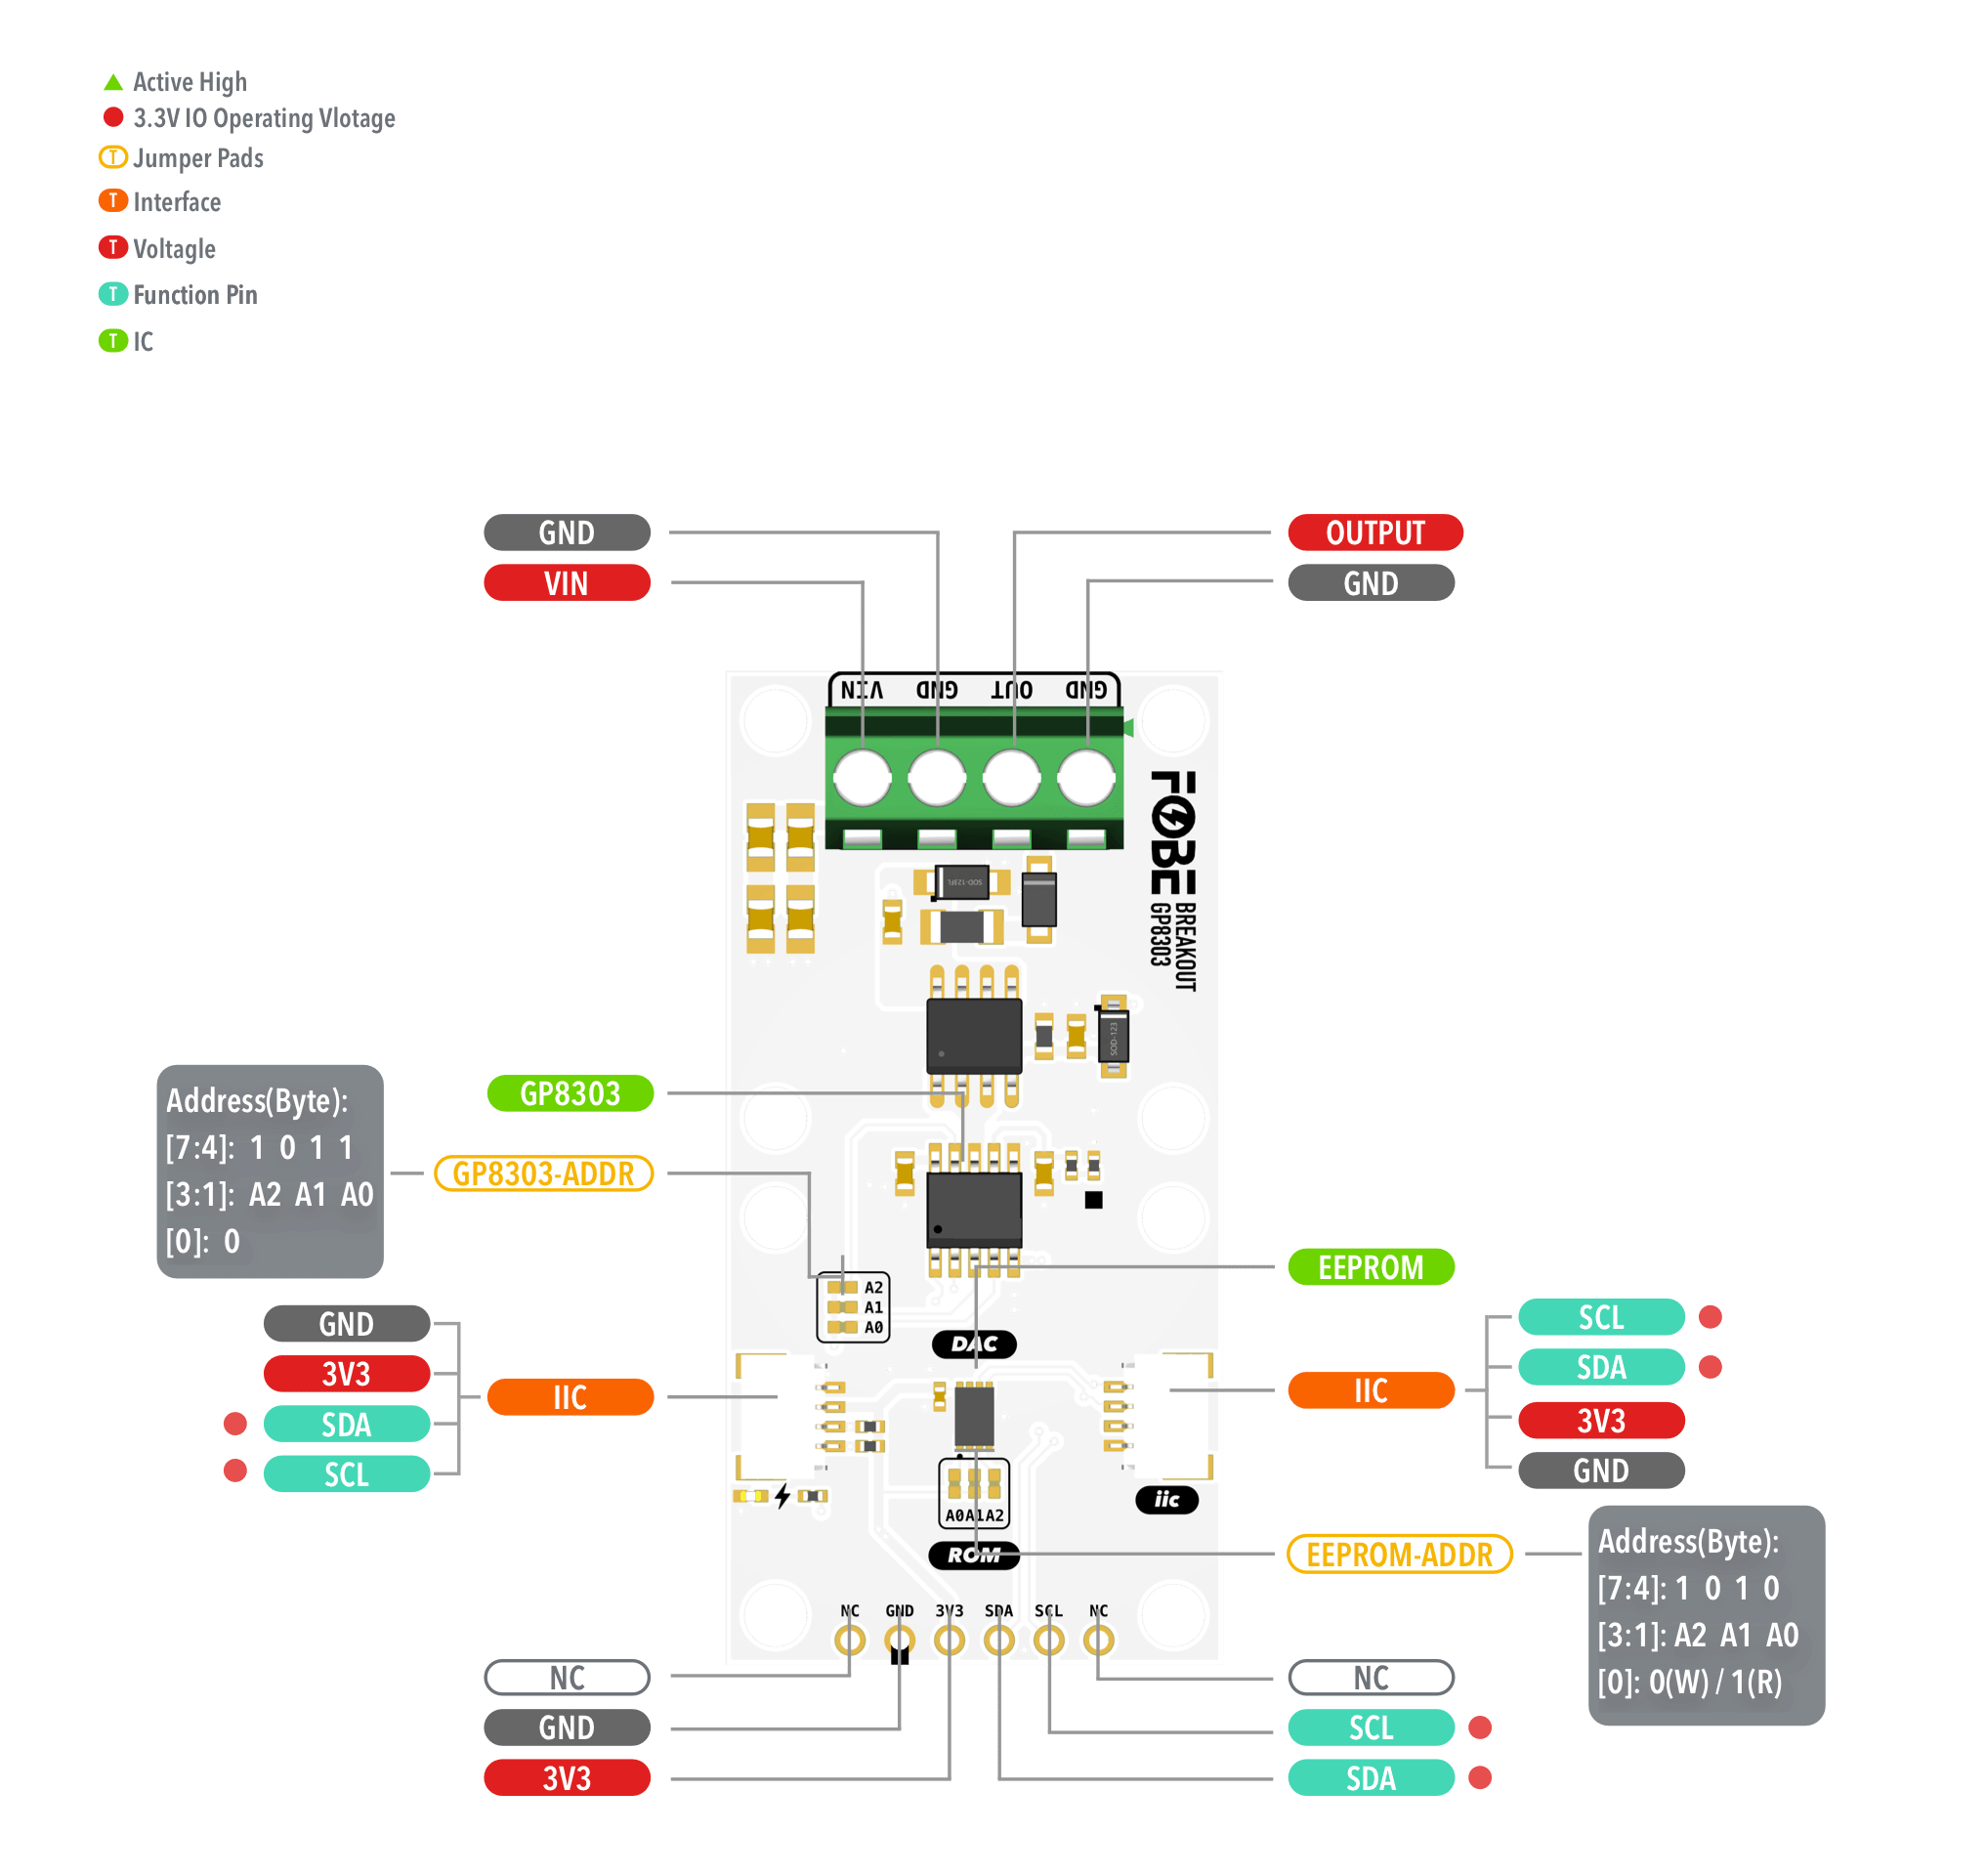 Active High
3.3V IO Operating Vlotage
T Jumper Pads
T Interface
T Voltagle
T Function Pin
T IC
GND
VIN
OUTPUT
GND
VIN GND OUT GND
FOBE
BREAKOUT
GP8303
SOD-123FL
SOD-123
GP8303
GP8303-ADDR
Address(Byte):
[7:4]: 1 0 1 1
[3:1]: A2 A1 A0
[0]: 0
A2
A1
A0
DAC
EEPROM
GND
3V3
SDA
SCL
IIC
IIC
SCL
SDA
3V3
GND
iic
A0A1A2
ROM
EEPROM-ADDR
Address(Byte):
[7:4]: 1 0 1 0
[3:1]: A2 A1 A0
[0]: 0(W) / 1(R)
NC GND 3V3 SDA SCL NC
NC
GND
3V3
NC
SCL
SDA